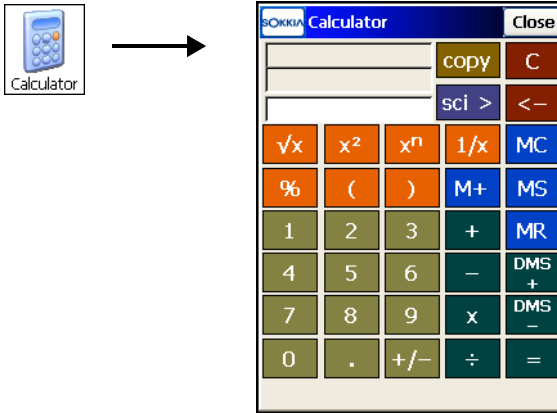 Calculator
SOKKIA Calculator Close
copy C
sci > <-
√x x² xⁿ 1/x MC
% ( ) M+ MS
1 2 3 + MR
4 5 6 − DMS +
7 8 9 x DMS −
0 . +/− ÷ =